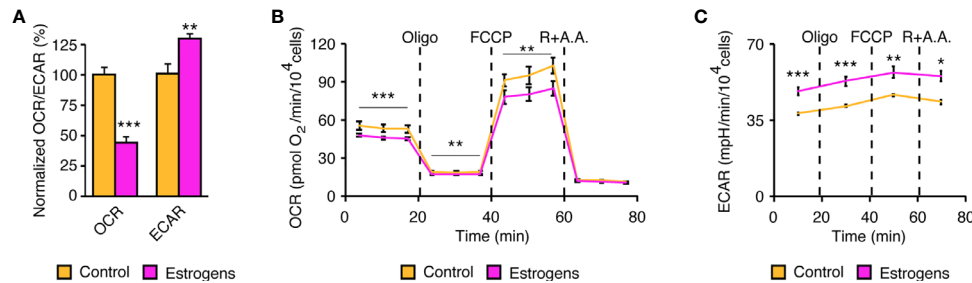 A
Normalized OCR/ECAR (%)
150
125
100
75
50
25
0
***
**
OCR
ECAR
Control
Estrogens
B
OCR (pmol O2/min/10^4cells)
120
90
60
30
0
Oligo
FCCP
R+A.A.
***
**
**
0
20
40
60
80
Time (min)
Control
Estrogens
C
ECAR (mpH/min/10^4cells)
70
35
0
Oligo
FCCP
R+A.A.
***
***
**
*
0
20
40
60
80
Time (min)
Control
Estrogens